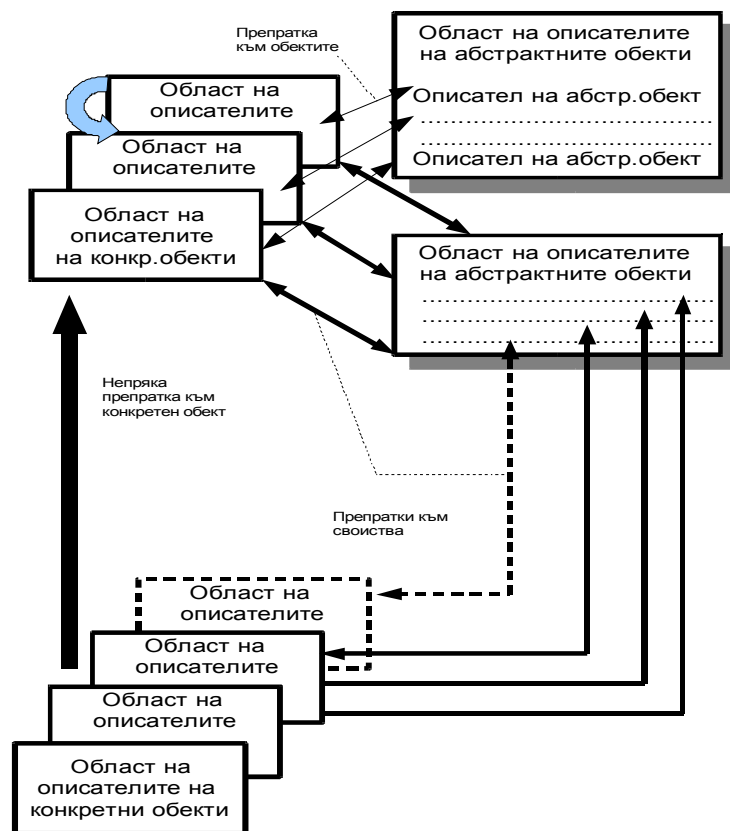 Препратка
към обектите
Област на описателите
на абстрактните обекти
Описател на абстр.обект
Описател на абстр.обект
Област на
описателите
Област на
описателите
Област на
описателите
на конкр.обекти
Област на описателите
на абстрактните обекти
Непряка
препратка към
конкретен обект
Препратки към
своиства
Област на
описателите
Област на
описателите
Област на
описателите
Област на
описателите на
конкретни обекти